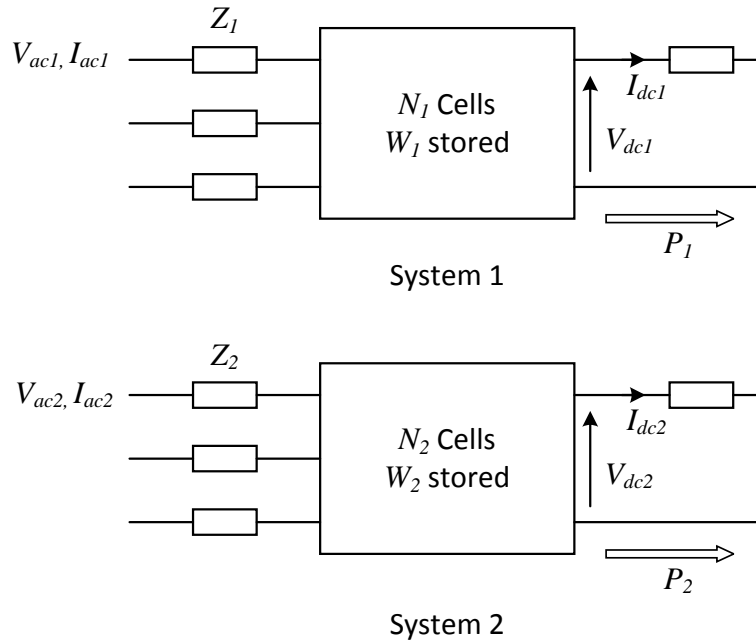 Z1
Vac1, Iac1
N1 Cells
W1 stored
Idc1
Vdc1
P1
System 1
Z2
Vac2, Iac2
N2 Cells
W2 stored
Idc2
Vdc2
P2
System 2